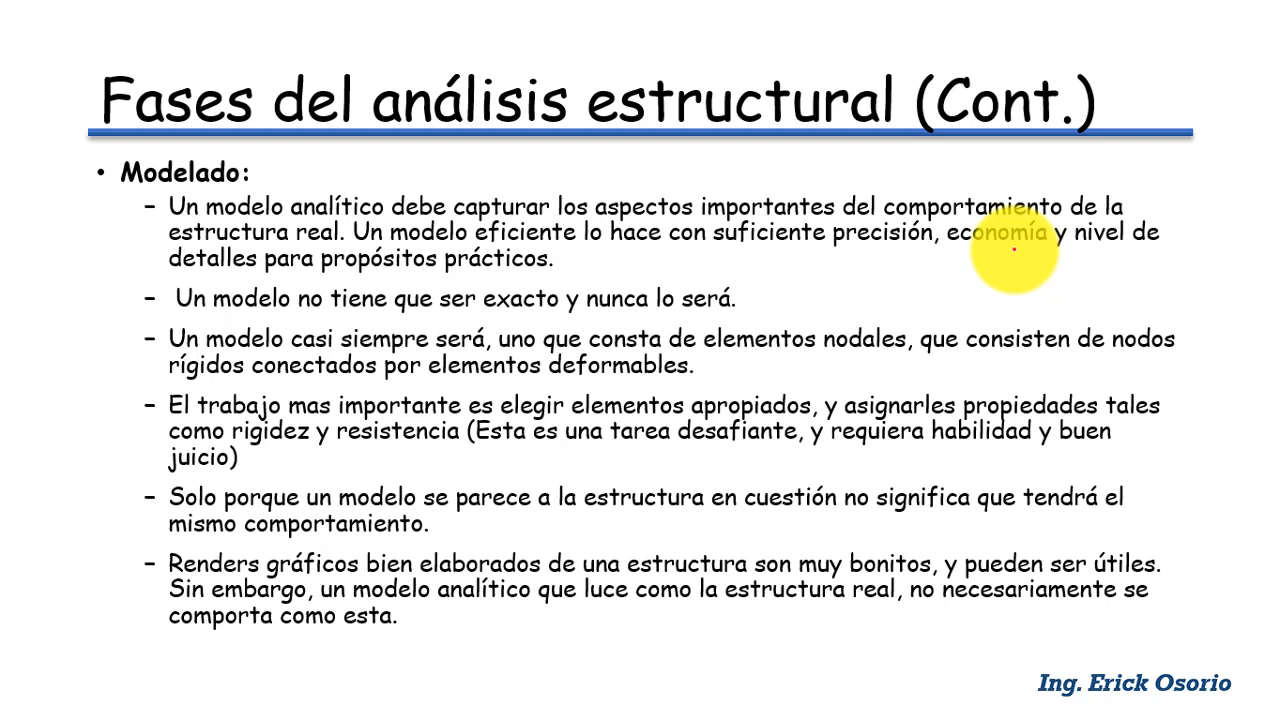 Fases del análisis estructural (Cont.)
• Modelado:
– Un modelo analítico debe capturar los aspectos importantes del comportamiento de la
estructura real. Un modelo eficiente lo hace con suficiente precisión, economía y nivel de
detalles para propósitos prácticos.
– Un modelo no tiene que ser exacto y nunca lo será.
– Un modelo casi siempre será, uno que consta de elementos nodales, que consisten de nodos
rígidos conectados por elementos deformables.
– El trabajo mas importante es elegir elementos apropiados, y asignarles propiedades tales
como rigidez y resistencia (Esta es una tarea desafiante, y requiera habilidad y buen
juicio)
– Solo porque un modelo se parece a la estructura en cuestión no significa que tendrá el
mismo comportamiento.
– Renders gráficos bien elaborados de una estructura son muy bonitos, y pueden ser útiles.
Sin embargo, un modelo analítico que luce como la estructura real, no necesariamente se
comporta como esta.
Ing. Erick Osorio